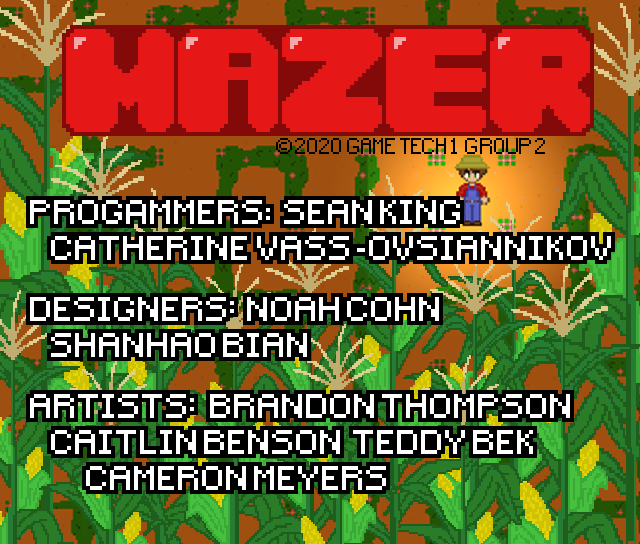 MAZER
©2020 GAME TECH 1 GROUP 2
PROGAMMERS: SEAN KING
CATHERINE VASS-OVSIANNIKOV
DESIGNERS: NOAH COHN
SHANHAO BIAN
ARTISTS: BRANDON THOMPSON
CAITLIN BENSON TEDDY BEK
CAMERON MEYERS